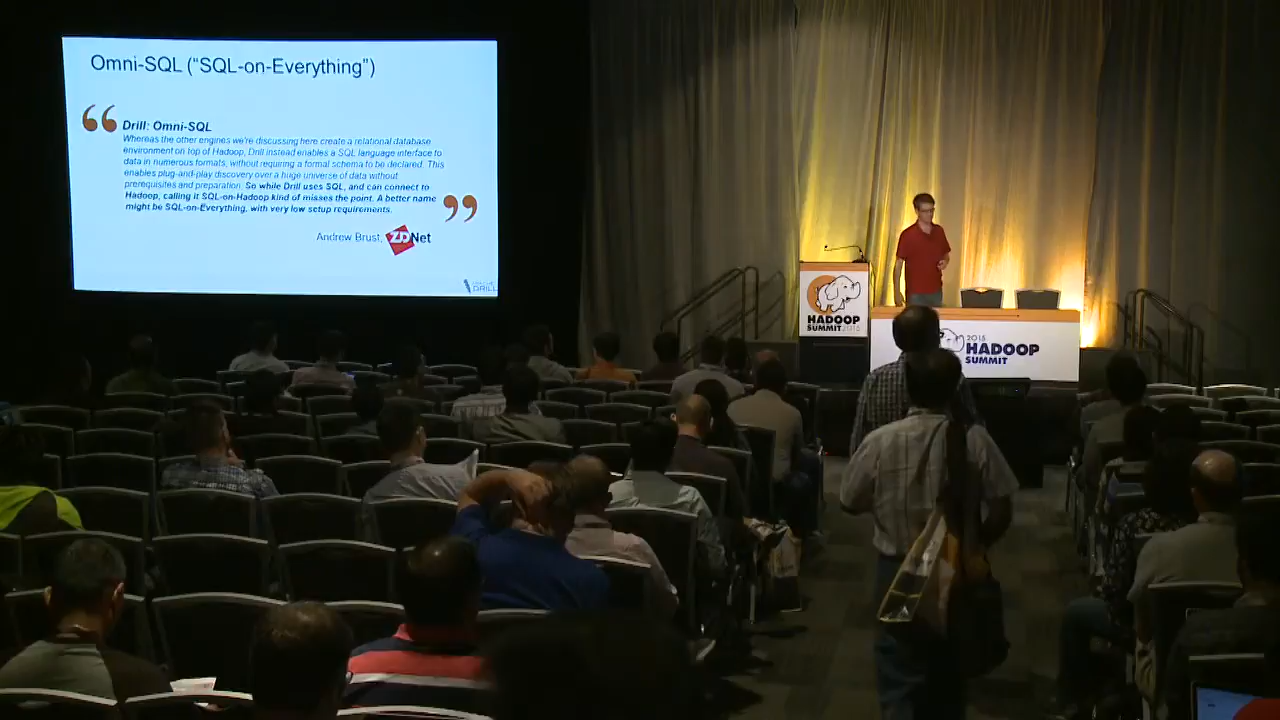 Omni-SQL ("SQL-on-Everything")
Drill: Omni-SQL
Whereas the other engines we're discussing here create a relational database
environment on top of Hadoop, Drill instead enables a SQL language interface to
data in numerous formats, without requiring a formal schema to be declared. This
enables plug-and-play discovery over a huge universe of data without
prerequisites and preparation. So while Drill uses SQL, and can connect to
Hadoop, calling it SQL-on-Hadoop kind of misses the point. A better name
might be SQL-on-Everything, with very low setup requirements.
Andrew Brust, ZDNet
DRILL
HADOOP
SUMMIT 2015
2015
HADOOP
SUMMIT